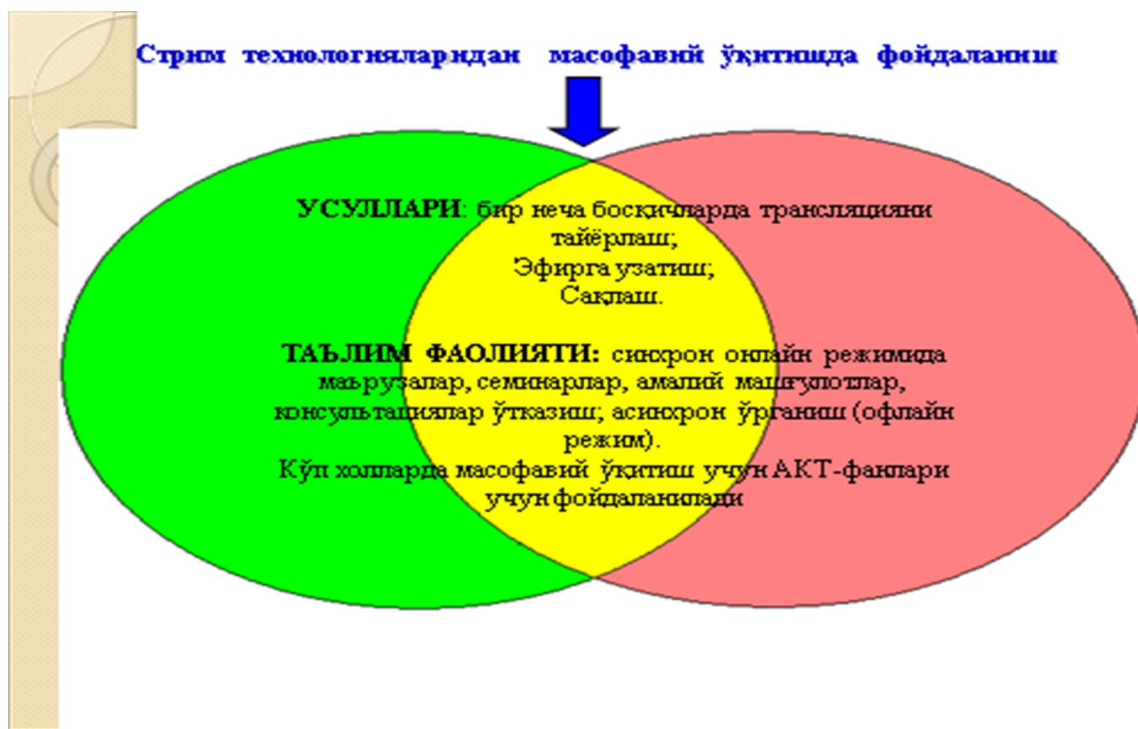 Стрим технологияларидан масофавий ўқитишда фойдаланиш
УСУЛЛАРИ: бир неча босқичларда трансляцияни
тайёрлаш;
Эфирга узатиш;
Сақлаш.
ТАЪЛИМ ФАОЛИЯТИ: синхрон онлайн режимида
маърузалар, семинарлар, амалий машғулотлар,
консультациялар ўтказиш; асинхрон ўрганиш (офлайн
режим).
Кўп холларда масофавий ўқитиш учун АКТ-фанлари
учун фойдаланилади